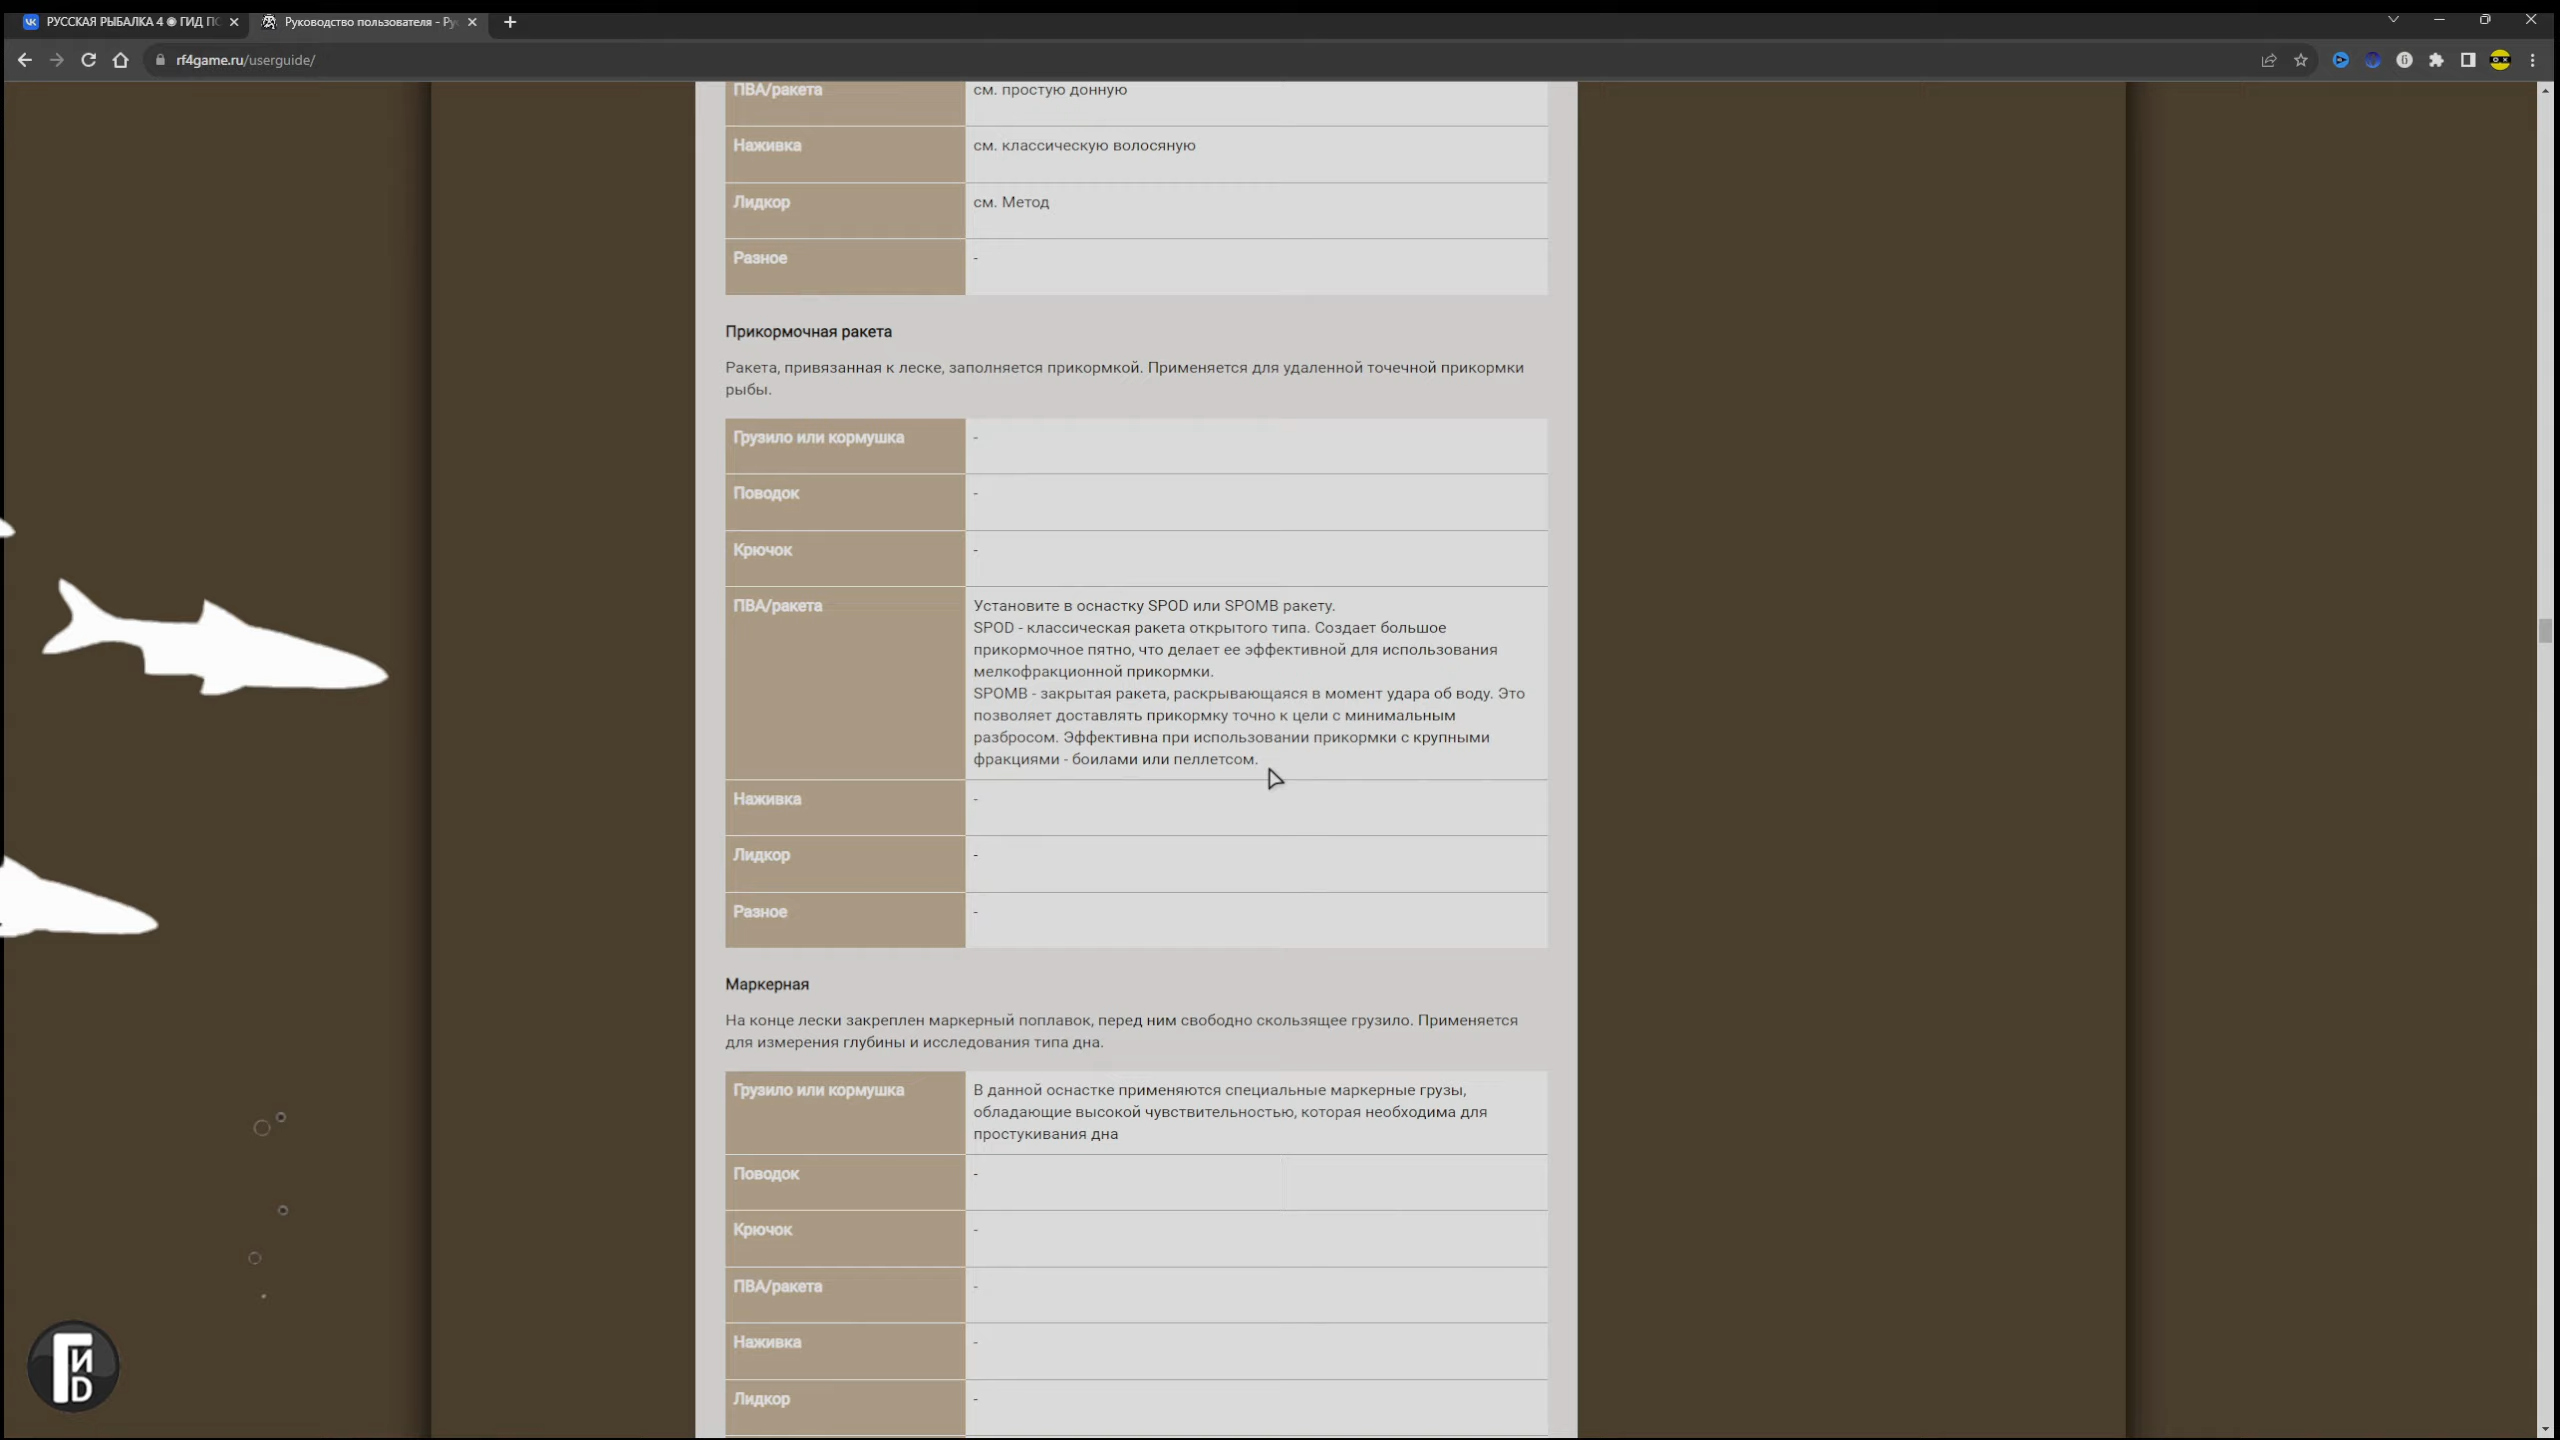 РУССКАЯ РЫБАЛКА 4 ◉ ГИД ПО
Руководство пользователя - Ру
rf4game.ru/userguide/
ПВА/ракета
см. простую донную
Наживка
см. классическую волосяную
Лидкор
см. Метод
Разное
-
Прикормочная ракета
Ракета, привязанная к леске, заполняется прикормкой. Применяется для удаленной точечной прикормки
рыбы.
Грузило или кормушка
-
Поводок
-
Крючок
-
ПВА/ракета
Установите в оснастку SPOD или SPOMB ракету.
SPOD - классическая ракета открытого типа. Создает большое
прикормочное пятно, что делает ее эффективной для использования
мелкофракционной прикормки.
SPOMB - закрытая ракета, раскрывающаяся в момент удара об воду. Это
позволяет доставлять прикормку точно к цели с минимальным
разбросом. Эффективна при использовании прикормки с крупными
фракциями - боилами или пеллетсом.
Наживка
-
Лидкор
-
Разное
-
Маркерная
На конце лески закреплен маркерный поплавок, перед ним свободно скользящее грузило. Применяется
для измерения глубины и исследования типа дна.
Грузило или кормушка
В данной оснастке применяются специальные маркерные грузы,
обладающие высокой чувствительностью, которая необходима для
простукивания дна
Поводок
-
Крючок
-
ПВА/ракета
-
Наживка
-
Лидкор
-
ГИD